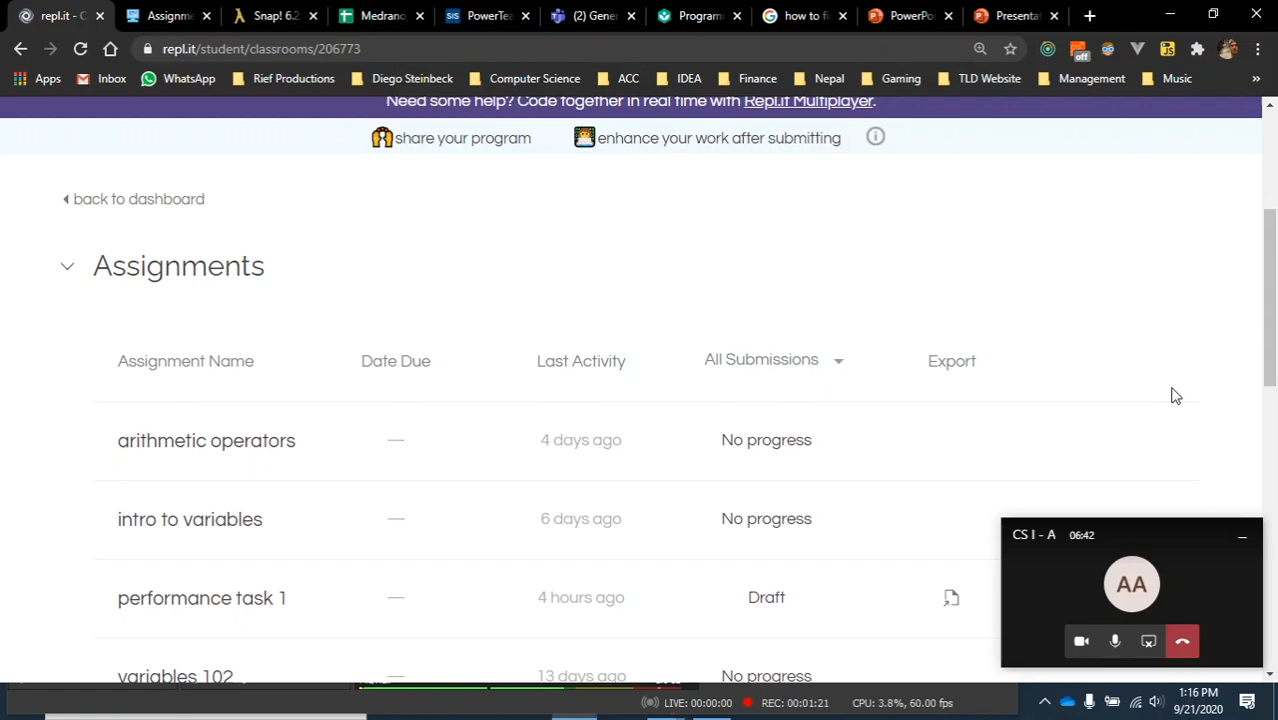 repl.it - C
Assignme
Snap! 6.2
Medrano
PowerTea
(2) Gener
Programi
how to fi
PowerPo
Presenta
repl.it/student/classrooms/206773
off
Apps
Inbox
WhatsApp
Rief Productions
Diego Steinbeck
Computer Science
ACC
IDEA
Finance
Nepal
Gaming
TLD Website
Management
Music
Need some help? Code together in real time with Repl.it Multiplayer.
share your program
enhance your work after submitting
back to dashboard
Assignments
Assignment Name Date Due Last Activity All Submissions Export
arithmetic operators — 4 days ago No progress
intro to variables — 6 days ago No progress
performance task 1 — 4 hours ago Draft
variables 102 — 13 days ago No progress
CS I - A 06:42
AA
LIVE: 00:00:00 REC: 00:01:21 CPU: 3.8%, 60.00 fps
1:16 PM
9/21/2020